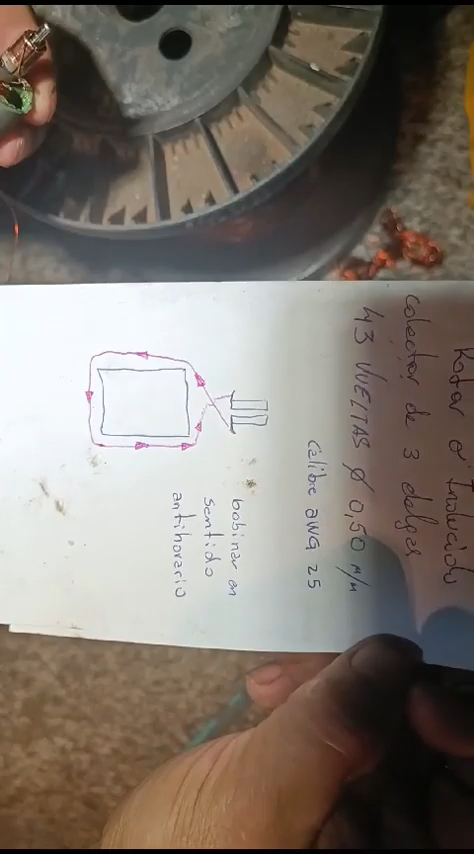 Rotor o Inducido
colector de 3 delgas
43 VUELTAS Ø 0,50 m/m
calibre AWG 25
bobinar en
sentido
antihorario